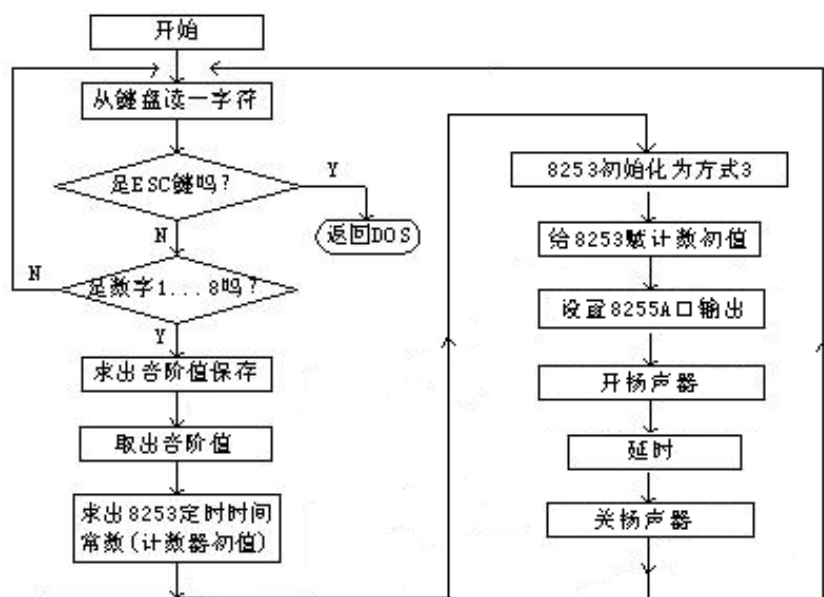 开始
从键盘读一字符
是ESC键吗?
Y
返回DOS
N
是数字1...8吗?
N
Y
求出音阶值保存
取出音阶值
求出8253定时时间
常数(计数器初值)
8253初始化为方式3
给8253赋计数初值
设置8255A口输出
开扬声器
延时
关扬声器